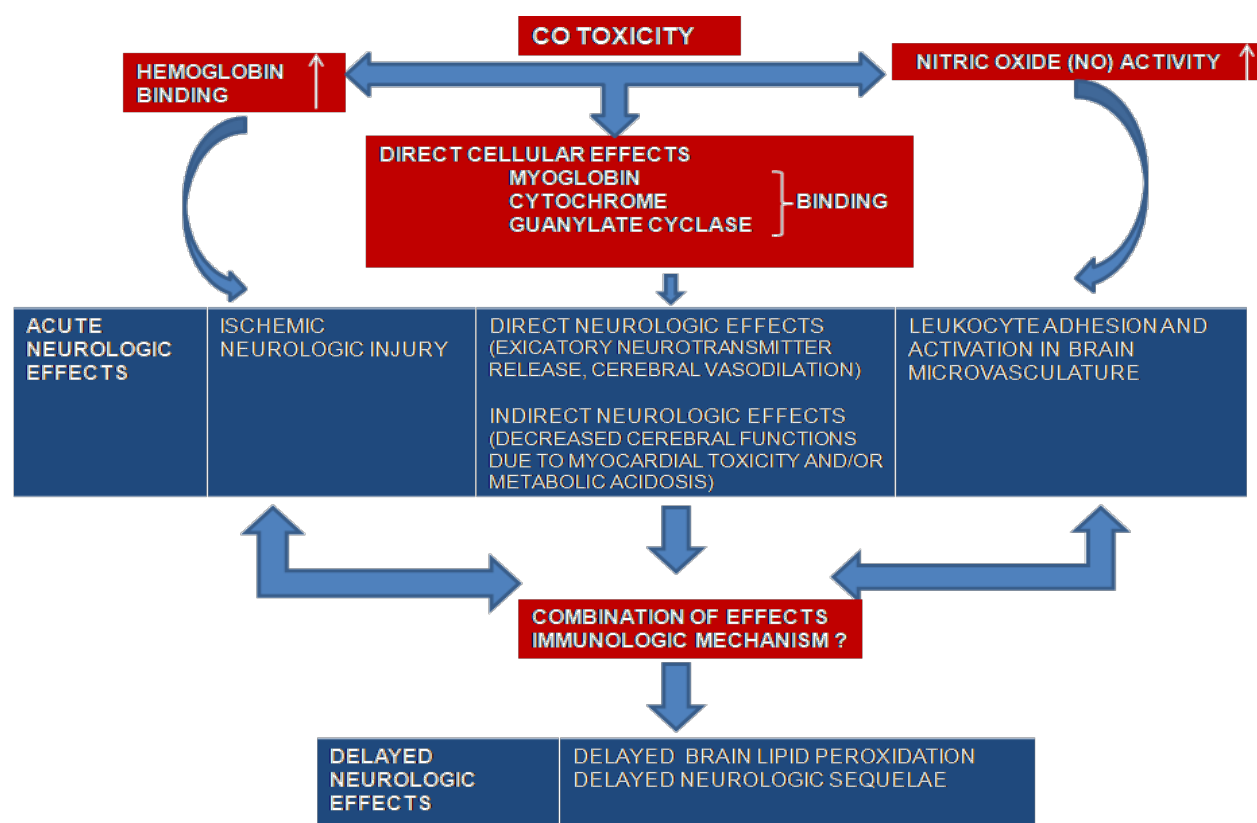 CO TOXICITY
HEMOGLOBIN
BINDING
NITRIC OXIDE (NO) ACTIVITY
DIRECT CELLULAR EFFECTS
MYOGLOBIN
CYTOCHROME
GUANYLATE CYCLASE
BINDING
ACUTE
NEUROLOGIC
EFFECTS
ISCHEMIC
NEUROLOGIC INJURY
DIRECT NEUROLOGIC EFFECTS
(EXICATORY NEUROTRANSMITTER
RELEASE, CEREBRAL VASODILATION)
INDIRECT NEUROLOGIC EFFECTS
(DECREASED CEREBRAL FUNCTIONS
DUE TO MYOCARDIAL TOXICITY AND/OR
METABOLIC ACIDOSIS)
LEUKOCYTE ADHESION AND
ACTIVATION IN BRAIN
MICROVASCULATURE
COMBINATION OF EFFECTS
IMMUNOLOGIC MECHANISM ?
DELAYED
NEUROLOGIC
EFFECTS
DELAYED BRAIN LIPID PEROXIDATION
DELAYED NEUROLOGIC SEQUELAE